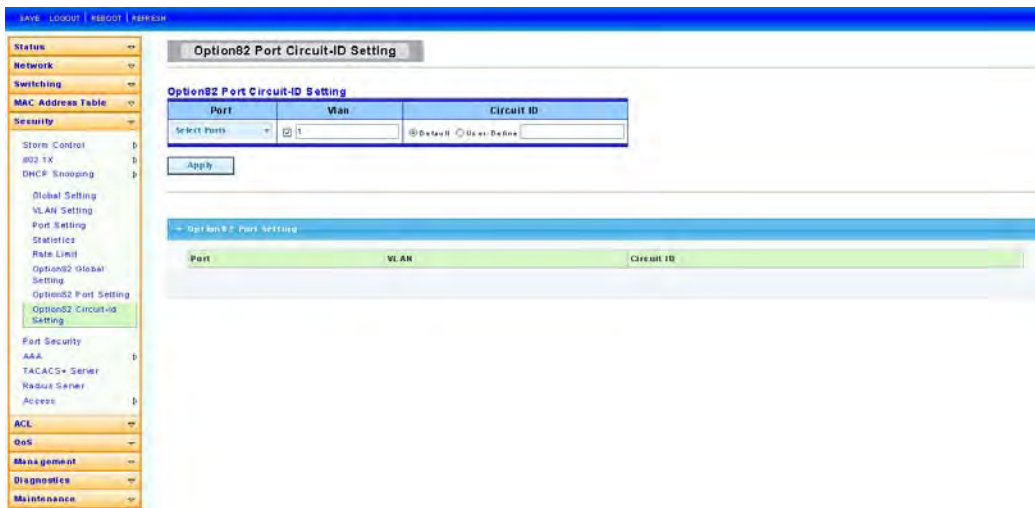 SAVE LOGOUT | REBOOT | REFRESH
Status
Network
Switching
MAC Address Table
Security
Storm Control
802.1X
DHCP Snooping
Global Setting
VLAN Setting
Port Setting
Statistics
Rate Limit
Option82 Global
Setting
Option82 Port Setting
Option82 Circuit-id
Setting
Port Security
AAA
TACACS+ Server
Radius Server
Access
ACL
QoS
Management
Diagnostics
Maintenance
Option82 Port Circuit-ID Setting
Option82 Port Circuit-ID Setting
Port Vlan Circuit ID
Select Ports 1 Default User-Define
Apply
Option82 Port Setting
Port VLAN Circuit ID